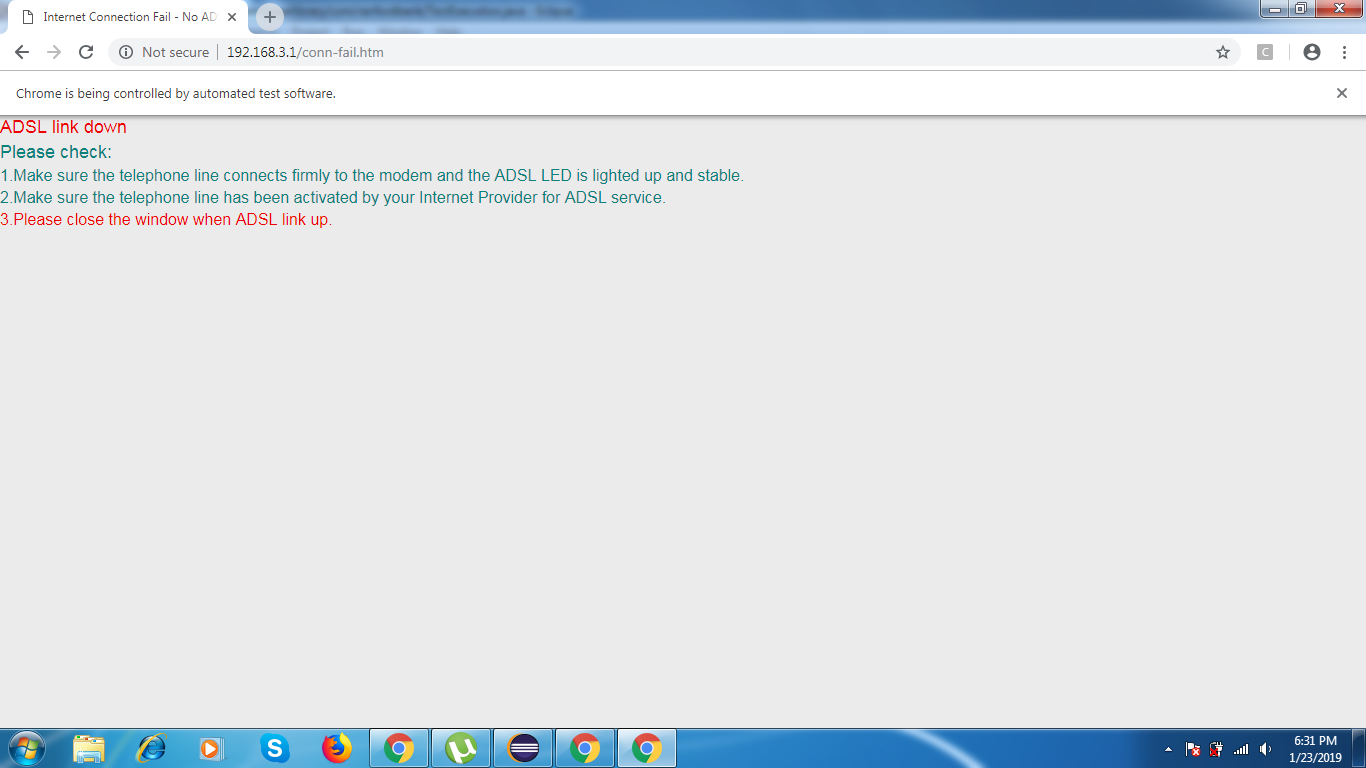 Internet Connection Fail - No AD
Not secure
192.168.3.1/conn-fail.htm
Chrome is being controlled by automated test software.
ADSL link down
Please check:
1.Make sure the telephone line connects firmly to the modem and the ADSL LED is lighted up and stable.
2.Make sure the telephone line has been activated by your Internet Provider for ADSL service.
3.Please close the window when ADSL link up.
6:31 PM
1/23/2019